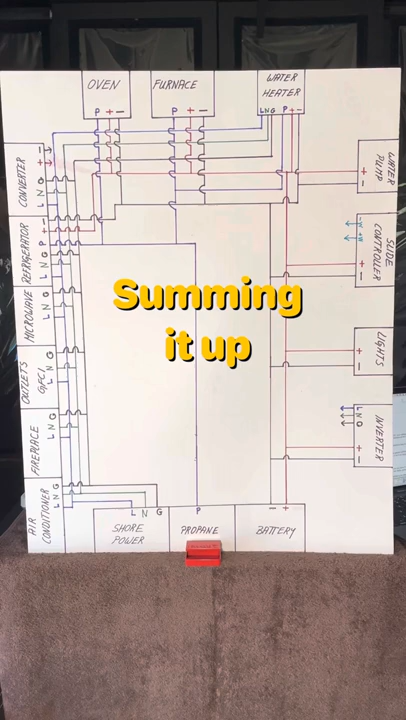 OVEN
FURNACE
WATER
HEATER
P + -
P + -
L N G P + -
CONVERTER
- +
L N G
REFRIGERATOR
L N G P + -
MICROWAVE
L N G
OUTLETS
GFCI
L N G
FIREPLACE
L N G
AIR
CONDITIONER
L N G
WATER
PUMP
+ -
SLIDE
CONTROLLER
+ -
LIGHTS
+ -
INVERTER
L N G
+ -
Summing
it up
L N G
SHORE
POWER
P
PROPANE
- +
BATTERY